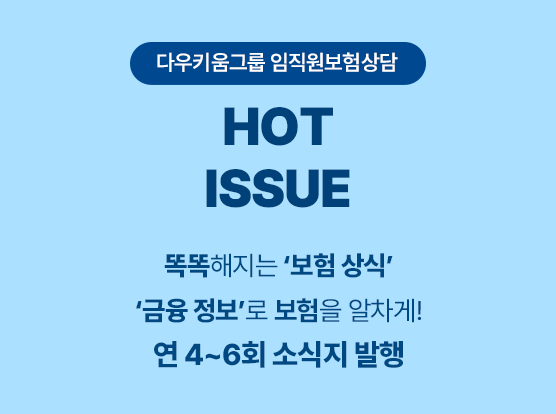 다우키움그룹 임직원보험상담
HOT
ISSUE
똑똑해지는 ‘보험 상식’
‘금융 정보’로 보험을 알차게!
연 4~6회 소식지 발행